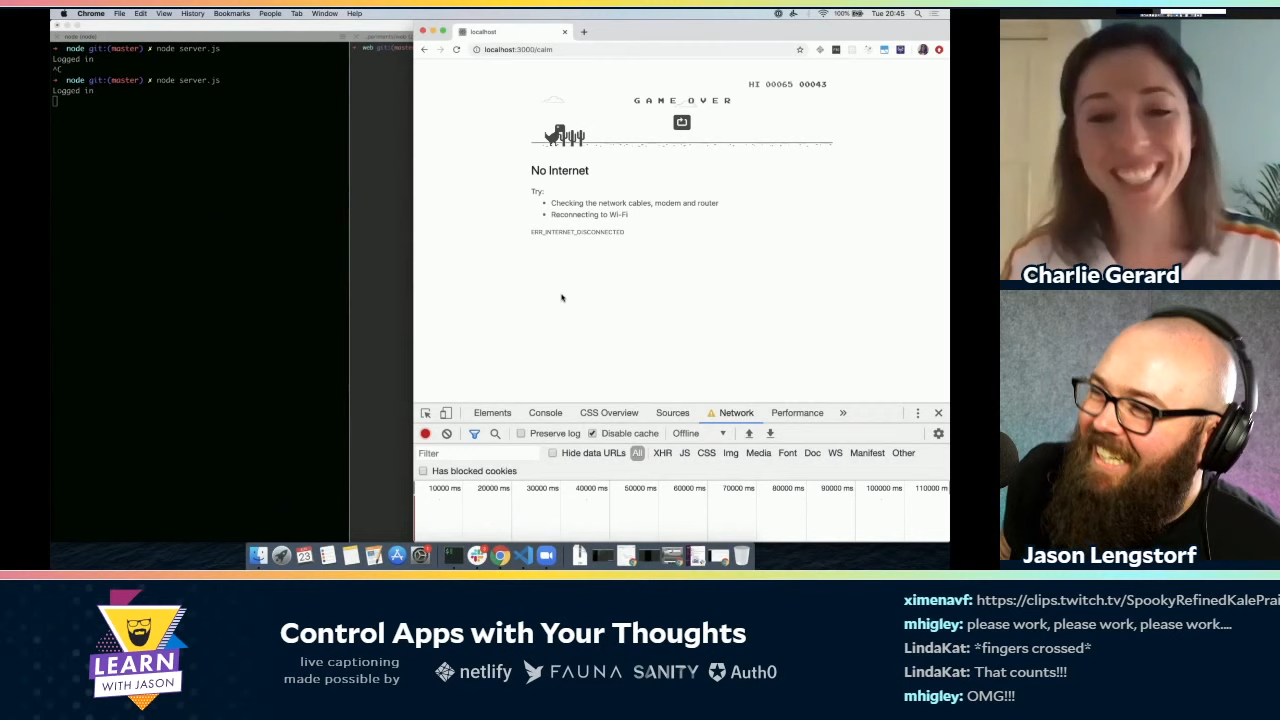 Chrome File Edit View History Bookmarks People Tab Window Help 100% Tue 20:45
node (node)
localhost
➜ node git:(master) ✗ node server.js
Logged in
^C
➜ node git:(master) ✗ node server.js
Logged in
➜ web git:(mast
localhost:3000/calm
HI 00065 00043
GAME OVER
No Internet
Try:
• Checking the network cables, modem and router
• Reconnecting to Wi-Fi
ERR_INTERNET_DISCONNECTED
Elements Console CSS Overview Sources Network Performance »
Preserve log Disable cache Offline
Filter Hide data URLs All XHR JS CSS Img Media Font Doc WS Manifest Other
Has blocked cookies
10000 ms 20000 ms 30000 ms 40000 ms 50000 ms 60000 ms 70000 ms 80000 ms 90000 ms 100000 ms 110000 m
23
Charlie Gerard
Jason Lengstorf
LEARN
WITH JASON
Control Apps with Your Thoughts
live captioning
made possible by
netlify FAUNA SANITY Auth0
ximenavf: https://clips.twitch.tv/SpookyRefinedKalePrai
mhigley: please work, please work, please work....
LindaKat: *fingers crossed*
LindaKat: That counts!!!
mhigley: OMG!!!